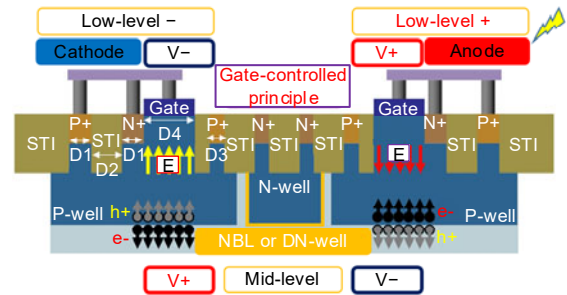 Low-level −
Low-level +
Cathode
V−
V+
Anode
Gate-controlled
principle
Gate
Gate
P+
N+
P+
N+
N+
P+
N+
P+
STI
STI
STI
STI
STI
STI
STI
D1
D2
D1
D4
D3
E
E
N-well
P-well
h+
e-
P-well
e-
h+
NBL or DN-well
V+
Mid-level
V−